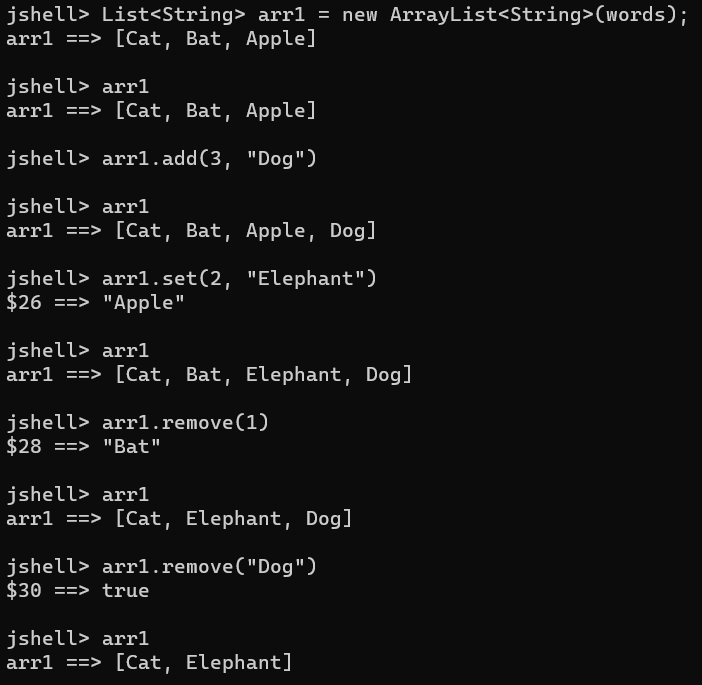 jshell> List<String> arr1 = new ArrayList<String>(words);
arr1 ==> [Cat, Bat, Apple]
jshell> arr1
arr1 ==> [Cat, Bat, Apple]
jshell> arr1.add(3, "Dog")
jshell> arr1
arr1 ==> [Cat, Bat, Apple, Dog]
jshell> arr1.set(2, "Elephant")
$26 ==> "Apple"
jshell> arr1
arr1 ==> [Cat, Bat, Elephant, Dog]
jshell> arr1.remove(1)
$28 ==> "Bat"
jshell> arr1
arr1 ==> [Cat, Elephant, Dog]
jshell> arr1.remove("Dog")
$30 ==> true
jshell> arr1
arr1 ==> [Cat, Elephant]